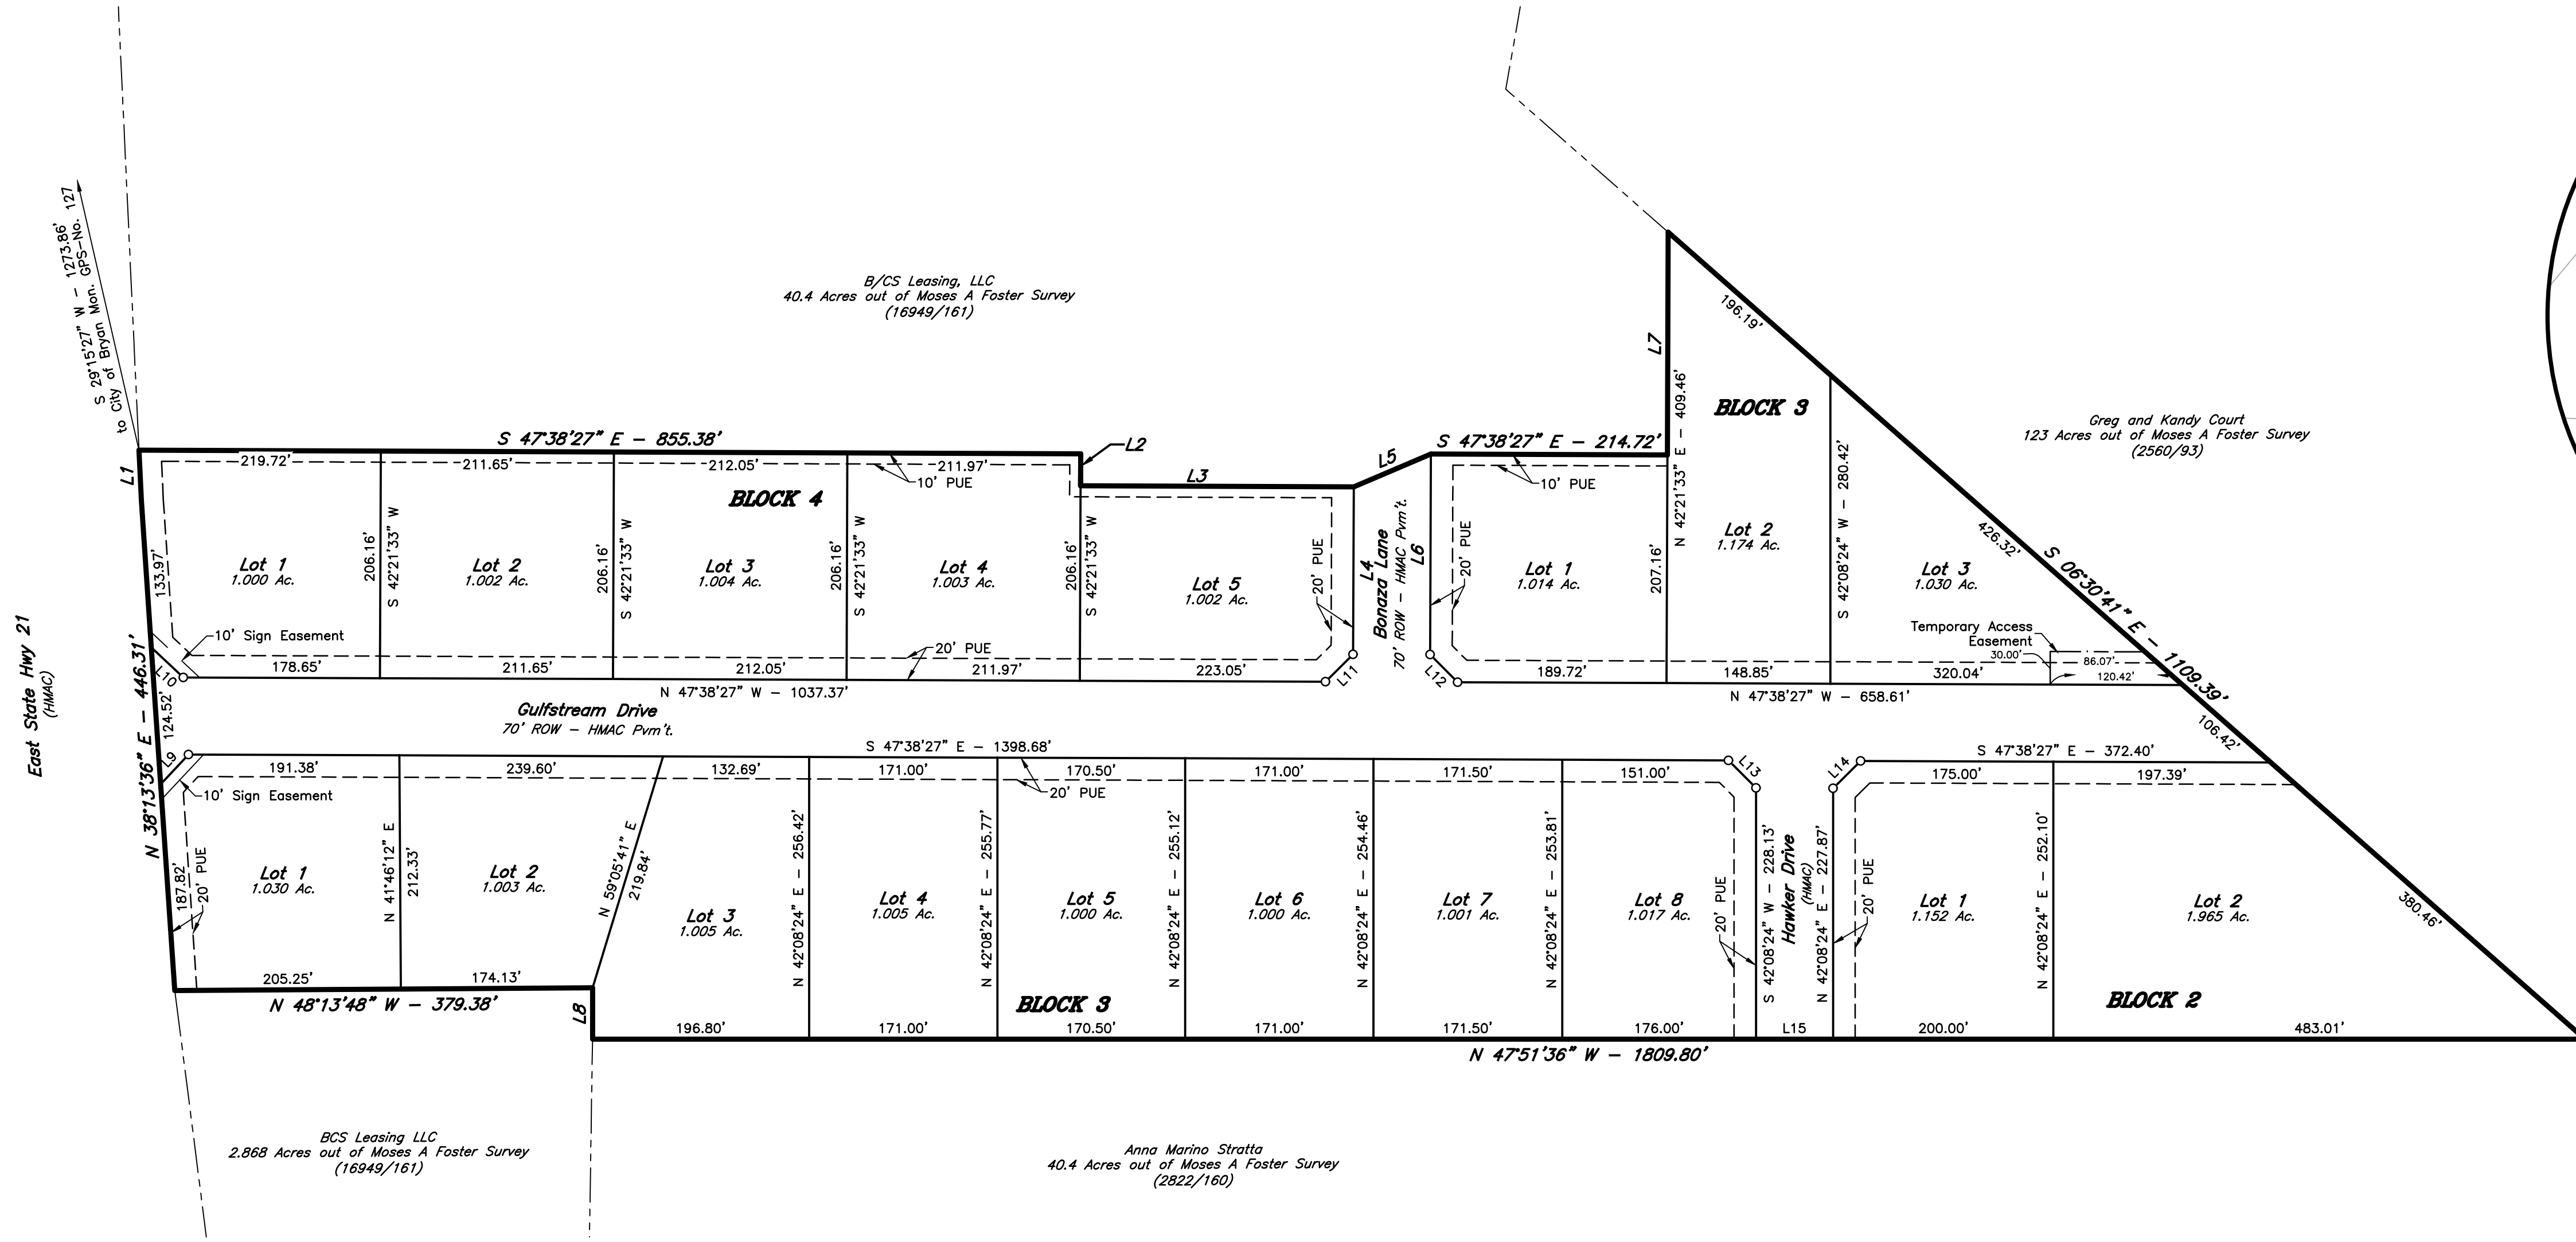 S 29°15'27" W - 1273.86'
to City of Bryan Mon. GPS-No. 127
B/CS Leasing, LLC
40.4 Acres out of Moses A Foster Survey
(16949/161)
Greg and Kandy Court
123 Acres out of Moses A Foster Survey
(2560/93)
East State Hwy 21
(HMAC)
L1
N 38°13'36" E - 446.31'
S 47°38'27" E - 855.38'
L2
L3
L5
S 47°38'27" E - 214.72'
L7
196.19'
426.32'
S 06°30'41" E - 1109.39'
106.42'
380.46'
219.72'
211.65'
212.05'
211.97'
10' PUE
BLOCK 4
133.97'
Lot 1
1.000 Ac.
206.16'
S 42°21'33" W
Lot 2
1.002 Ac.
206.16'
S 42°21'33" W
Lot 3
1.004 Ac.
206.16'
S 42°21'33" W
Lot 4
1.003 Ac.
206.16'
S 42°21'33" W
Lot 5
1.002 Ac.
20' PUE
L4
Bonaza Lane
70' ROW - HMAC Pvm't.
L6
20' PUE
10' PUE
Lot 1
1.014 Ac.
207.16'
N 42°21'33" E - 409.46'
BLOCK 3
Lot 2
1.174 Ac.
S 42°08'24" W - 280.42'
Lot 3
1.030 Ac.
Temporary Access
Easement
30.00'
86.07'
120.42'
10' Sign Easement
L10
178.65'
211.65'
212.05'
20' PUE
211.97'
223.05'
L11
L12
189.72'
148.85'
320.04'
N 47°38'27" W - 1037.37'
N 47°38'27" W - 658.61'
124.52'
Gulfstream Drive
70' ROW - HMAC Pvm't.
S 47°38'27" E - 1398.68'
S 47°38'27" E - 372.40'
L9
10' Sign Easement
191.38'
239.60'
132.69'
171.00'
170.50'
20' PUE
171.00'
171.50'
151.00'
L13
L14
175.00'
197.39'
187.82'
20' PUE
Lot 1
1.030 Ac.
N 41°46'12" E
212.33'
Lot 2
1.003 Ac.
N 59°05'41" E
219.84'
Lot 3
1.005 Ac.
N 42°08'24" E - 256.42'
Lot 4
1.005 Ac.
N 42°08'24" E - 255.77'
Lot 5
1.000 Ac.
N 42°08'24" E - 255.12'
Lot 6
1.000 Ac.
N 42°08'24" E - 254.46'
Lot 7
1.001 Ac.
N 42°08'24" E - 253.81'
Lot 8
1.017 Ac.
20' PUE
S 42°08'24" W - 228.13'
Hawker Drive
(HMAC)
N 42°08'24" E - 227.87'
20' PUE
Lot 1
1.152 Ac.
N 42°08'24" E - 252.10'
Lot 2
1.965 Ac.
BLOCK 2
205.25'
174.13'
N 48°13'48" W - 379.38'
L8
BLOCK 3
196.80'
171.00'
170.50'
171.00'
171.50'
176.00'
L15
200.00'
483.01'
N 47°51'36" W - 1809.80'
BCS Leasing LLC
2.868 Acres out of Moses A Foster Survey
(16949/161)
Anna Marino Stratta
40.4 Acres out of Moses A Foster Survey
(2822/160)